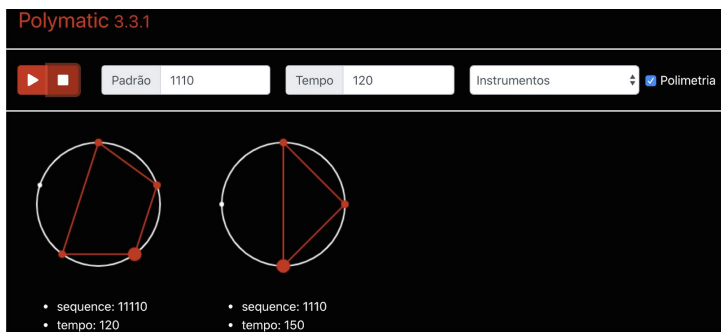 Polymatic 3.3.1
Padrão 1110 Tempo 120 Instrumentos Polimetria
sequence: 11110
tempo: 120
sequence: 1110
tempo: 150